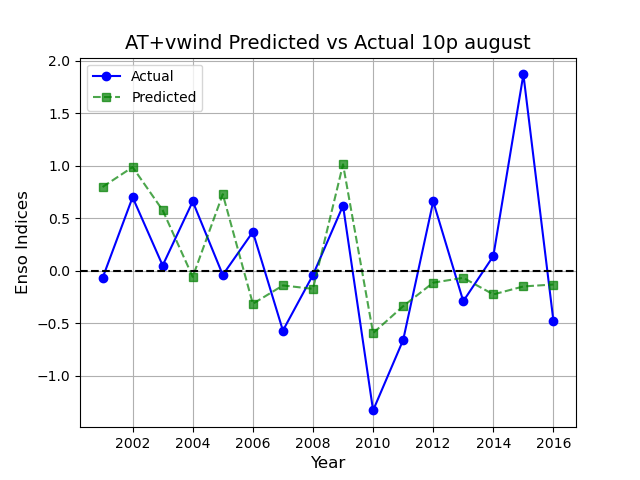 AT+vwind Predicted vs Actual 10p august
Actual
Predicted
Enso Indices
2.0
1.5
1.0
0.5
0.0
−0.5
−1.0
2002 2004 2006 2008 2010 2012 2014 2016
Year